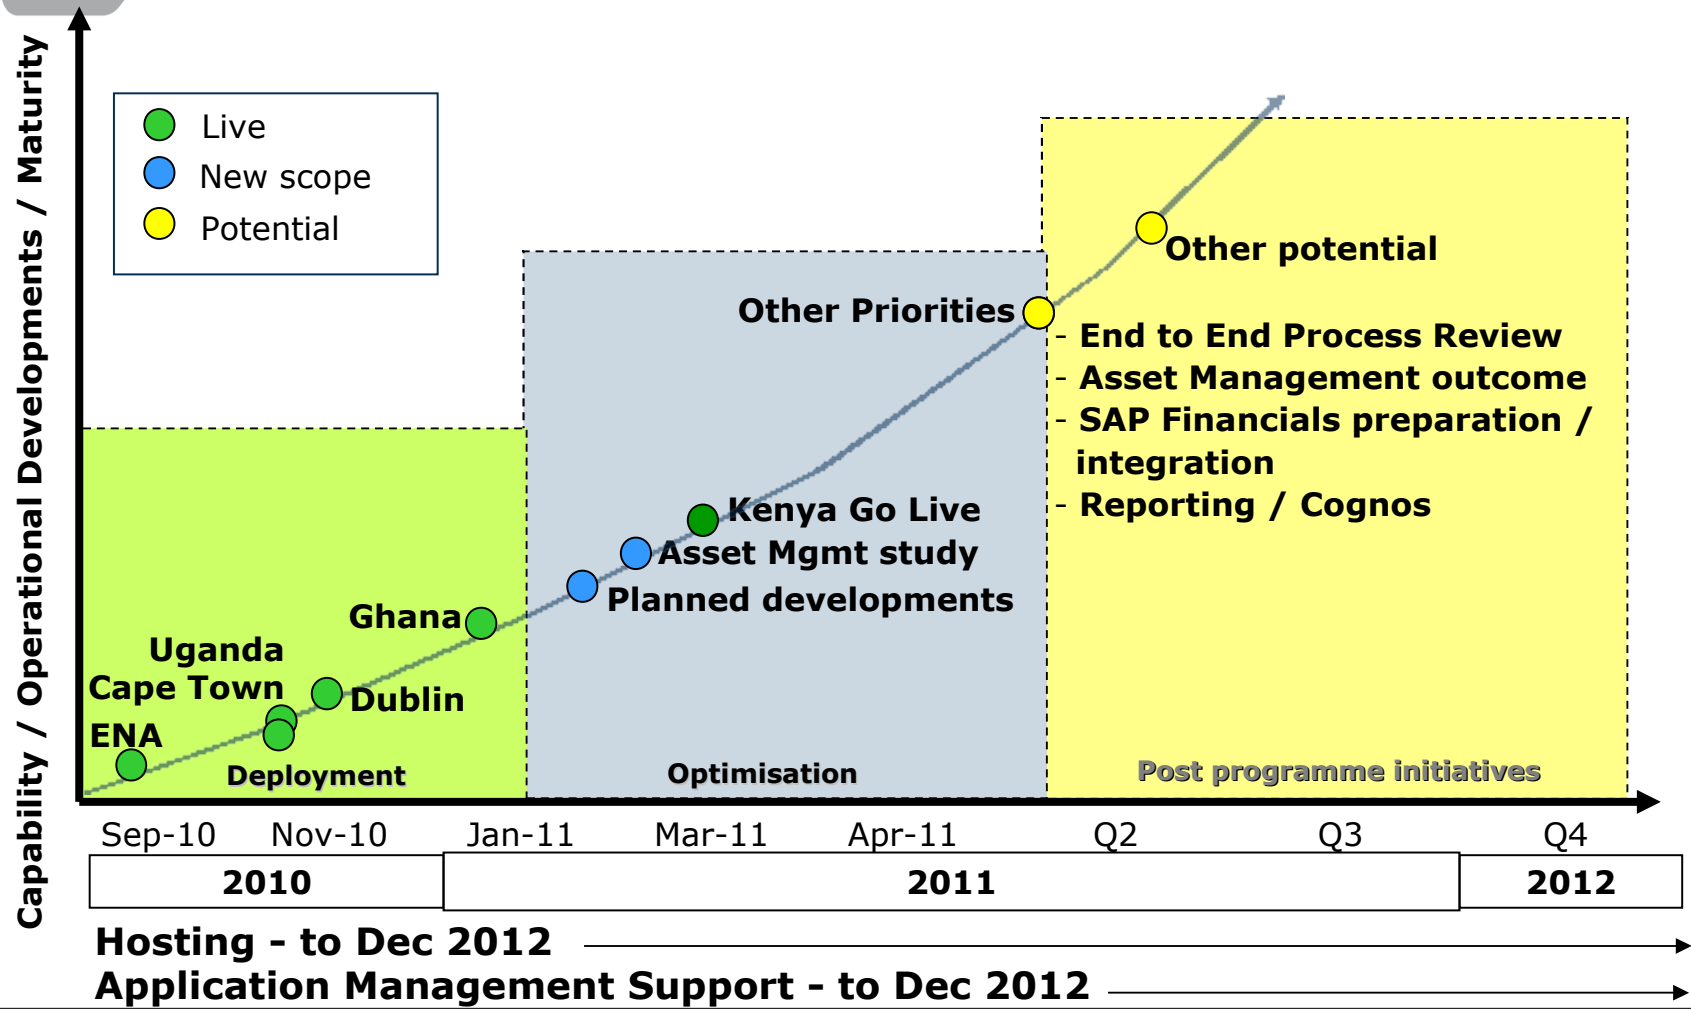 Capability / Operational Developments / Maturity
Live
New scope
Potential
Other potential
Other Priorities
- End to End Process Review
- Asset Management outcome
- SAP Financials preparation /
integration
- Reporting / Cognos
Kenya Go Live
Asset Mgmt study
Planned developments
Ghana
Uganda
Cape Town
Dublin
ENA
Deployment
Optimisation
Post programme initiatives
Sep-10 Nov-10 Jan-11 Mar-11 Apr-11 Q2 Q3 Q4
2010 2011 2012
Hosting - to Dec 2012
Application Management Support - to Dec 2012